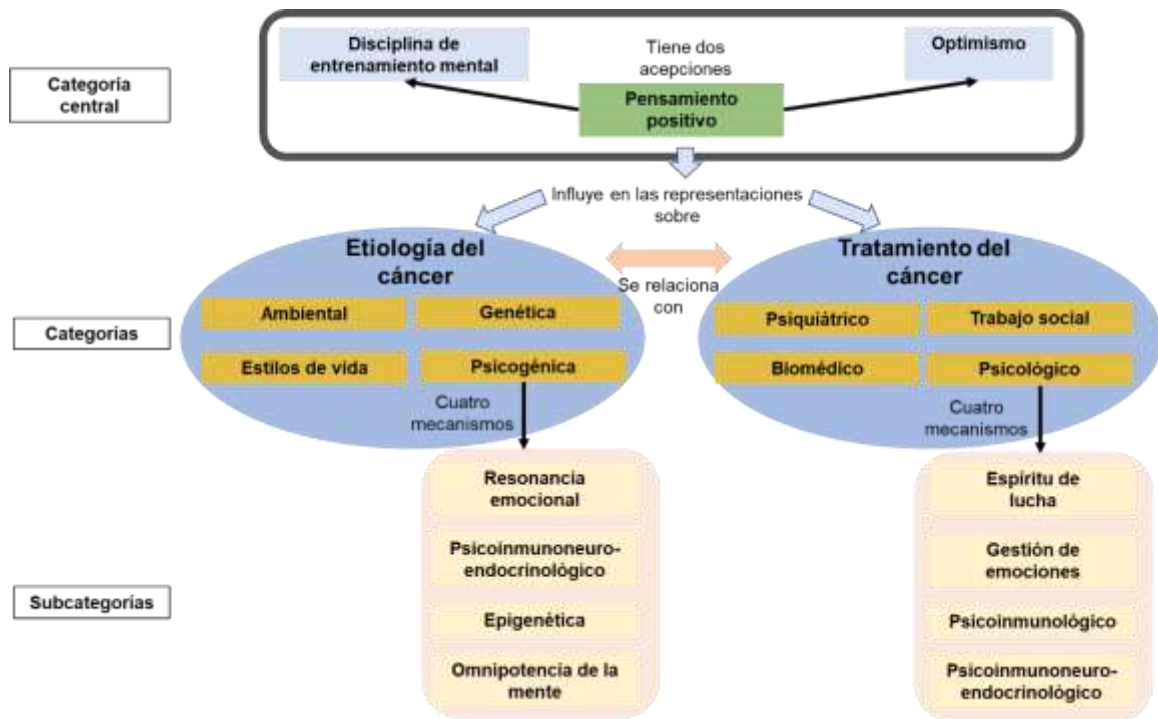 Categoría
central
Disciplina de
entrenamiento mental
Tiene dos
acepciones
Optimismo
Pensamiento
positivo
Influye en las representaciones
sobre
Categorías
Etiología del
cáncer
Ambiental
Genética
Estilos de vida
Psicogénica
Se relaciona
con
Tratamiento del
cáncer
Psiquiátrico
Trabajo social
Biomédico
Psicológico
Cuatro
mecanismos
Cuatro
mecanismos
Subcategorías
Resonancia
emocional
Psicoinmunoneuro-
endocrinológico
Epigenética
Omnipotencia de la
mente
Espíritu de
lucha
Gestión de
emociones
Psicoinmunológico
Psicoinmunoneuro-
endocrinológico